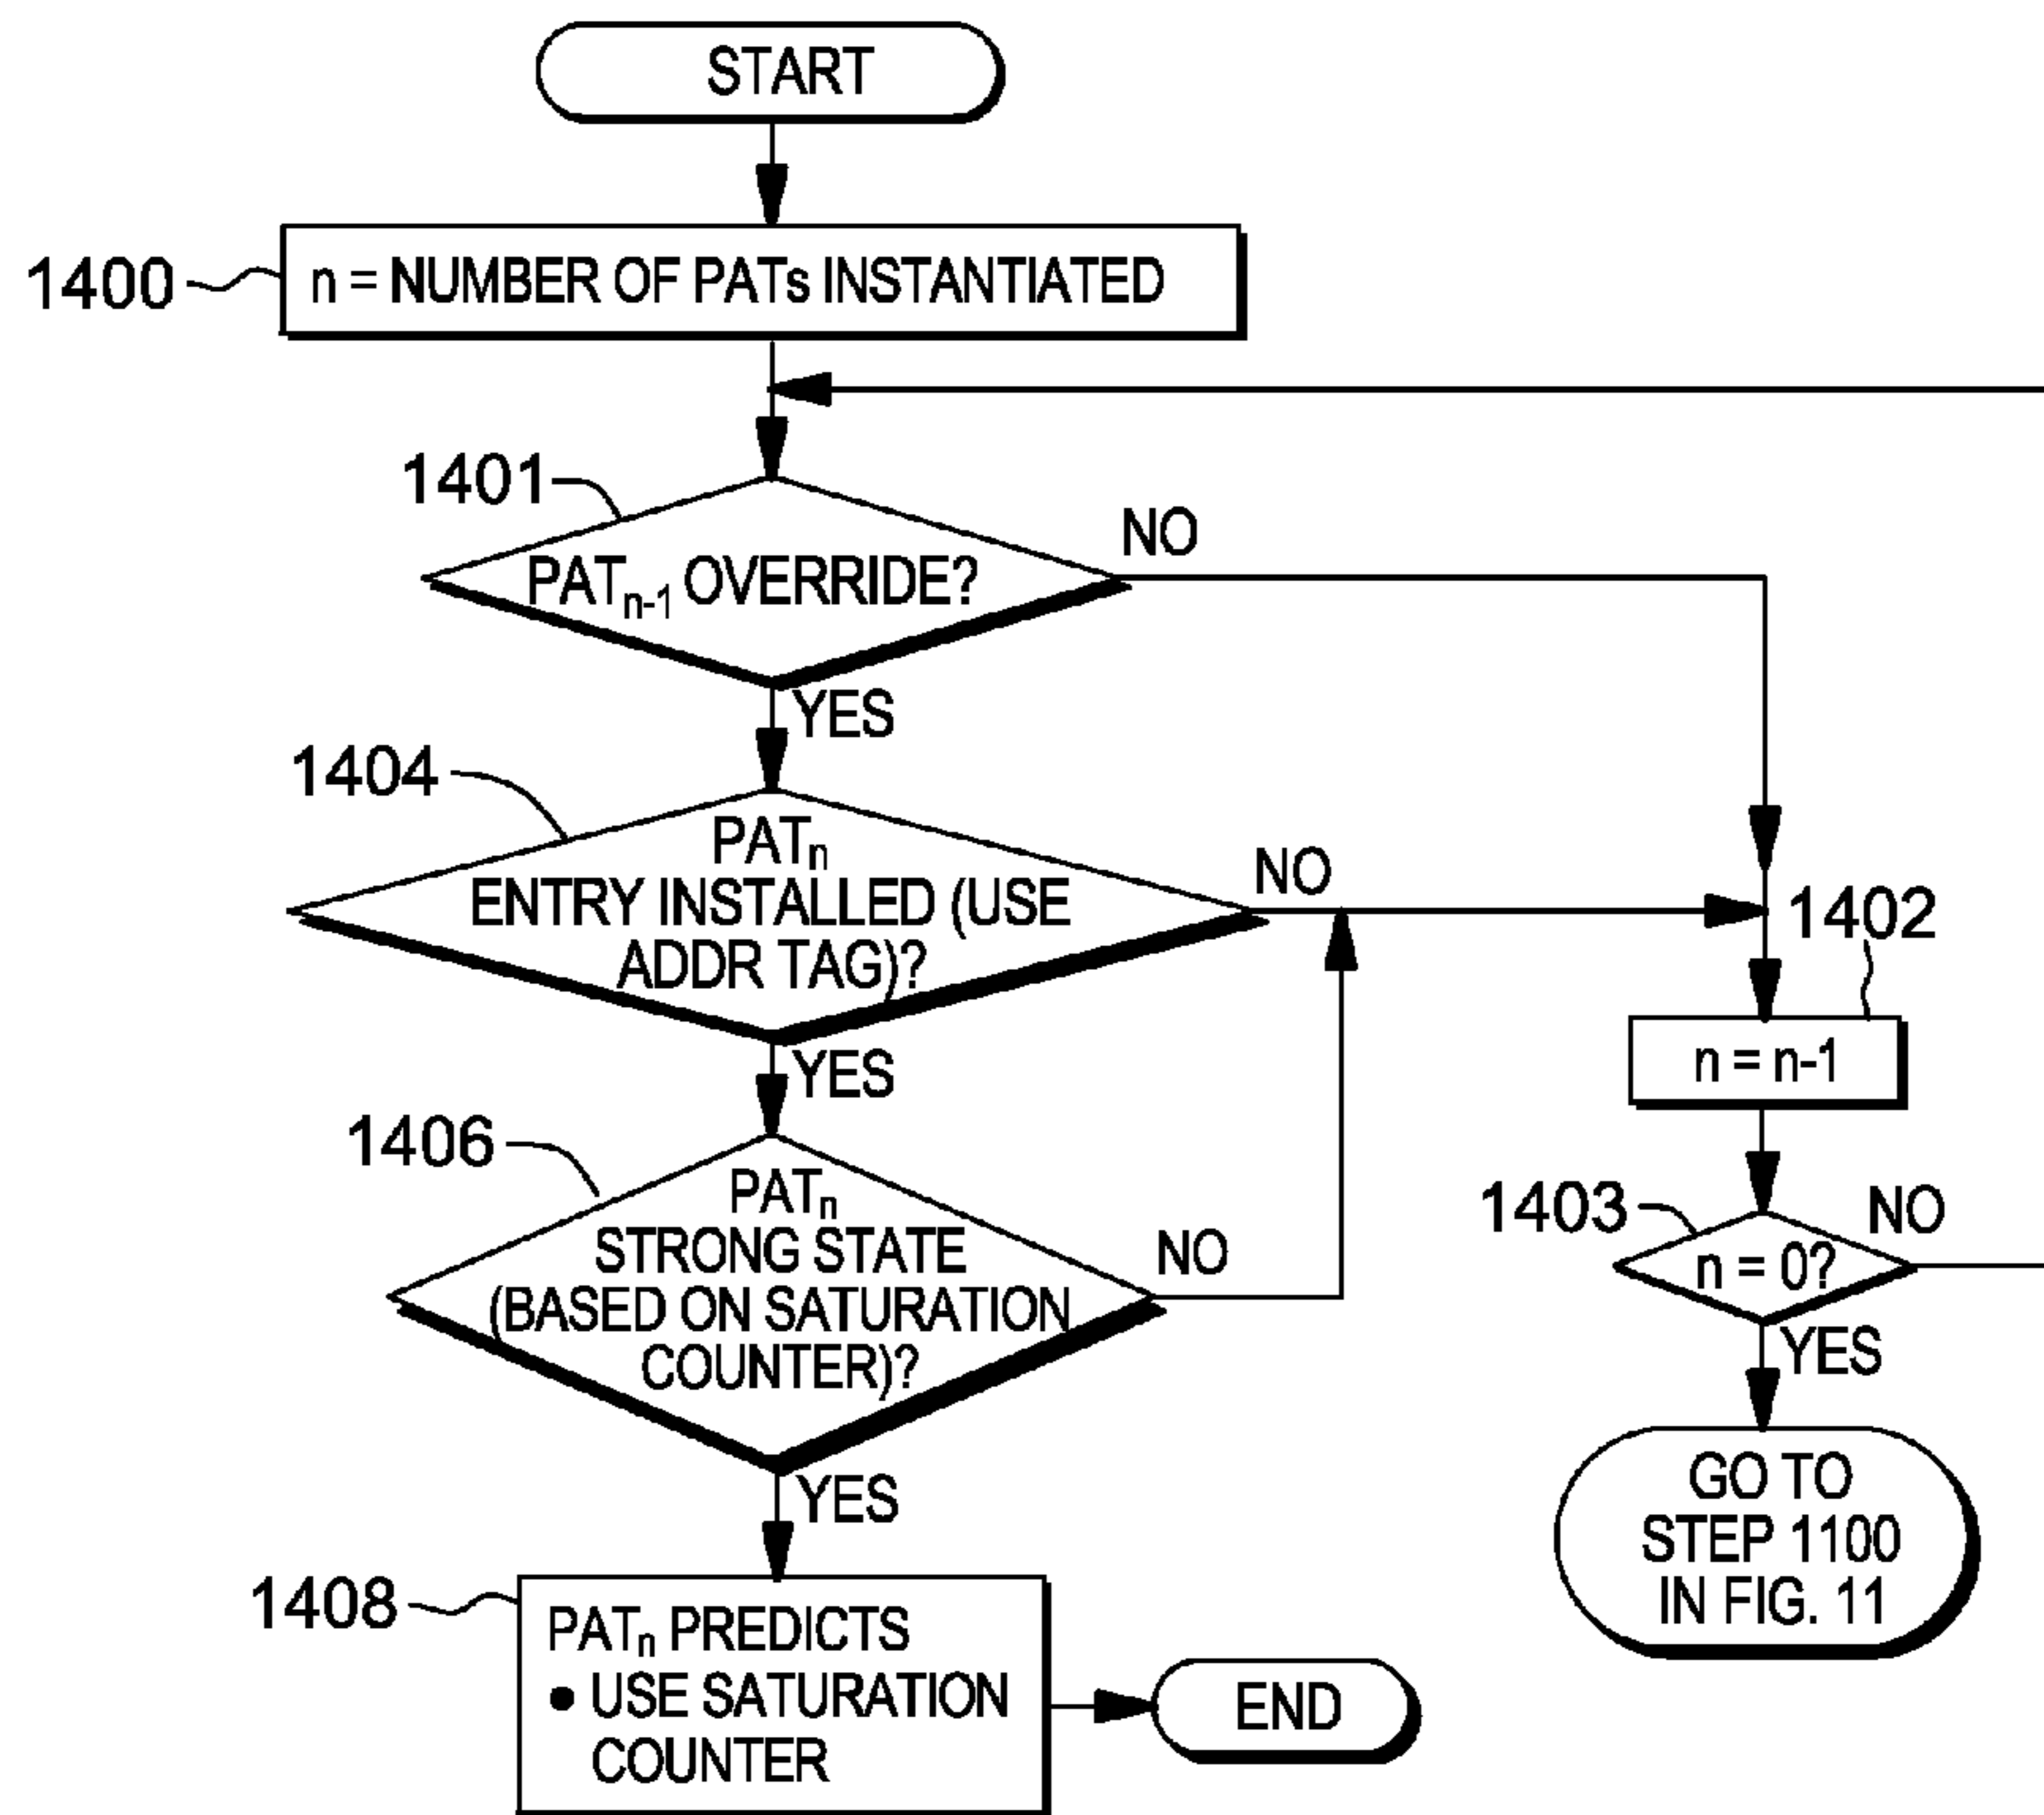 START
1400
n = NUMBER OF PATs INSTANTIATED
1401
PATn-1 OVERRIDE?
NO
YES
1404
PATn
ENTRY INSTALLED (USE
ADDR TAG)?
NO
YES
1402
n = n-1
1406
PATn
STRONG STATE
(BASED ON SATURATION
COUNTER)?
NO
YES
1403
n = 0?
NO
YES
GO TO
STEP 1100
IN FIG. 11
1408
PATn PREDICTS
● USE SATURATION
COUNTER
END